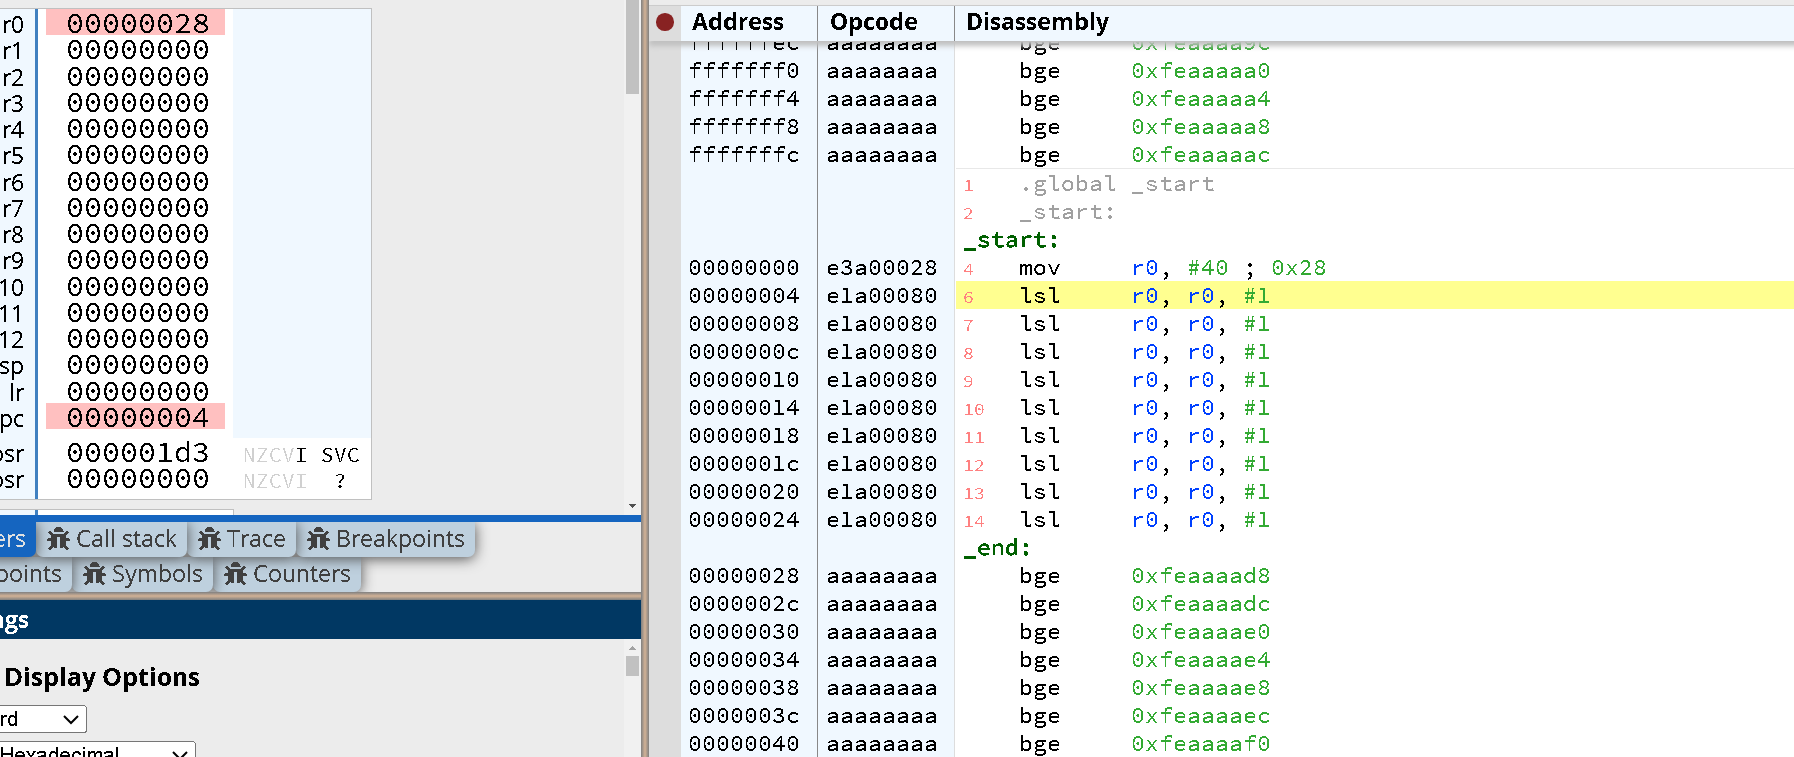 r0 00000028
r1 00000000
r2 00000000
r3 00000000
r4 00000000
r5 00000000
r6 00000000
r7 00000000
r8 00000000
r9 00000000
10 00000000
11 00000000
12 00000000
sp 00000000
lr 00000000
pc 00000004
sr 000001d3 NZCVI SVC
sr 00000000 NZCVI ?
ers Call stack Trace Breakpoints
points Symbols Counters
ngs
Display Options
rd
Hexadecimal
Address Opcode Disassembly
ffffffec aaaaaaaa bge 0xfeaaaa9c
fffffff0 aaaaaaaa bge 0xfeaaaaa0
fffffff4 aaaaaaaa bge 0xfeaaaaa4
fffffff8 aaaaaaaa bge 0xfeaaaaa8
fffffffc aaaaaaaa bge 0xfeaaaaac
1 .global _start
2 _start:
_start:
00000000 e3a00028 4 mov r0, #40 ; 0x28
00000004 e1a00080 6 lsl r0, r0, #1
00000008 e1a00080 7 lsl r0, r0, #1
0000000c e1a00080 8 lsl r0, r0, #1
00000010 e1a00080 9 lsl r0, r0, #1
00000014 e1a00080 10 lsl r0, r0, #1
00000018 e1a00080 11 lsl r0, r0, #1
0000001c e1a00080 12 lsl r0, r0, #1
00000020 e1a00080 13 lsl r0, r0, #1
00000024 e1a00080 14 lsl r0, r0, #1
_end:
00000028 aaaaaaaa bge 0xfeaaaad8
0000002c aaaaaaaa bge 0xfeaaaadc
00000030 aaaaaaaa bge 0xfeaaaae0
00000034 aaaaaaaa bge 0xfeaaaae4
00000038 aaaaaaaa bge 0xfeaaaae8
0000003c aaaaaaaa bge 0xfeaaaaec
00000040 aaaaaaaa bge 0xfeaaaaf0